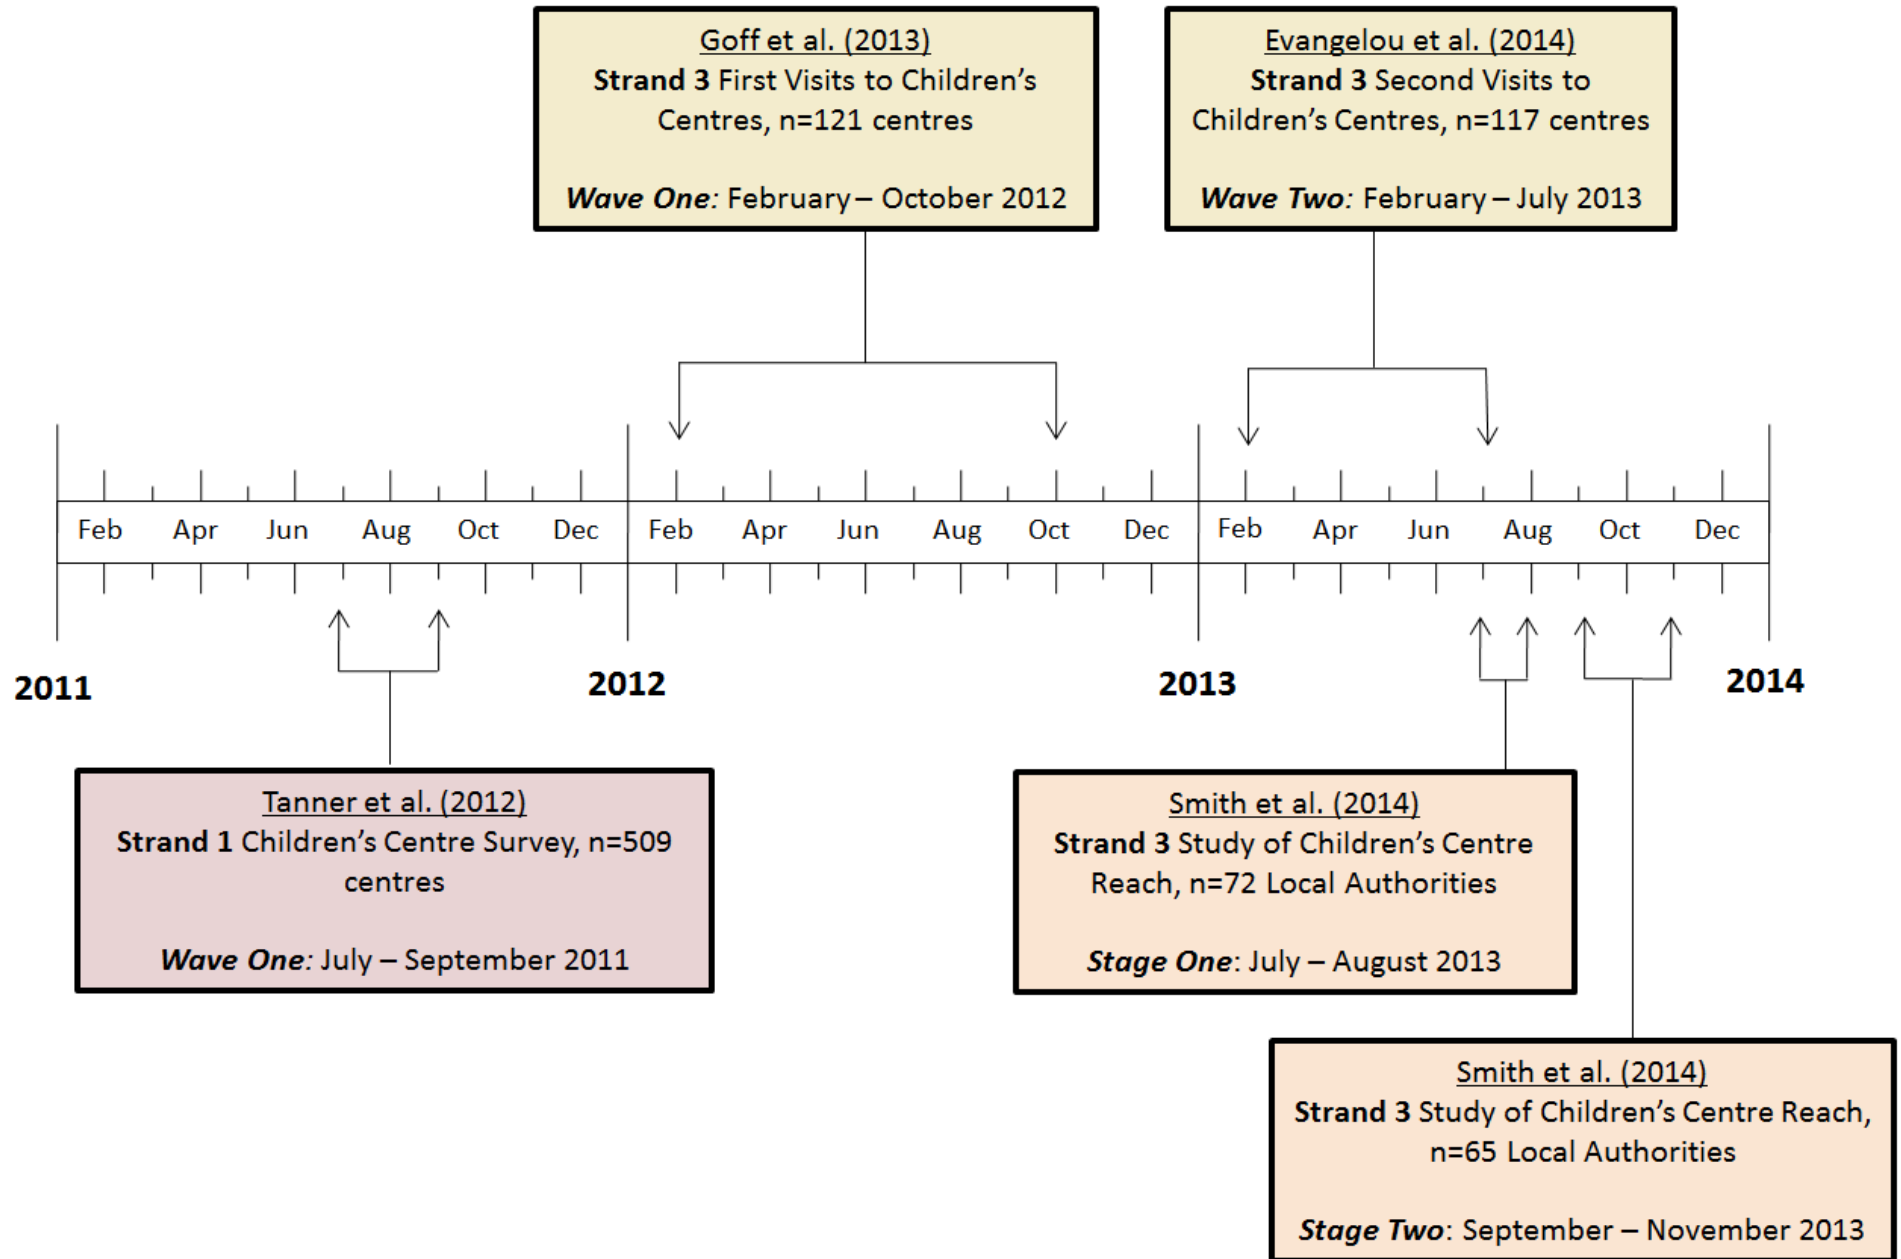 Goff et al. (2013)
Strand 3 First Visits to Children's
Centres, n=121 centres
Wave One: February – October 2012
Evangelou et al. (2014)
Strand 3 Second Visits to
Children's Centres, n=117 centres
Wave Two: February – July 2013
Feb Apr Jun Aug Oct Dec Feb Apr Jun Aug Oct Dec Feb Apr Jun Aug Oct Dec
2011 2012 2013 2014
Tanner et al. (2012)
Strand 1 Children's Centre Survey, n=509
centres
Wave One: July – September 2011
Smith et al. (2014)
Strand 3 Study of Children's Centre
Reach, n=72 Local Authorities
Stage One: July – August 2013
Smith et al. (2014)
Strand 3 Study of Children's Centre Reach,
n=65 Local Authorities
Stage Two: September – November 2013